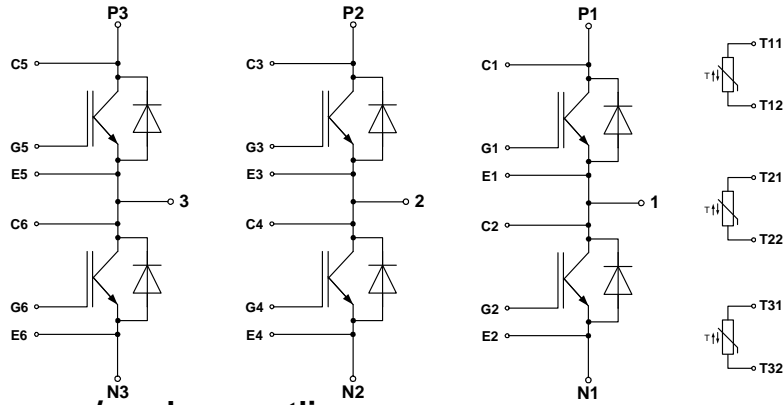 P3 P2 P1
T11
C5 C3 C1
T↑↓
T12
G5 G3 G1
E5 E3 E1
T21
3 2 1
T↑↓
C6 C4 C2
T22
G6 G4 G2
T31
E6 E4 E2
T↑↓
T32
N3 N2 N1